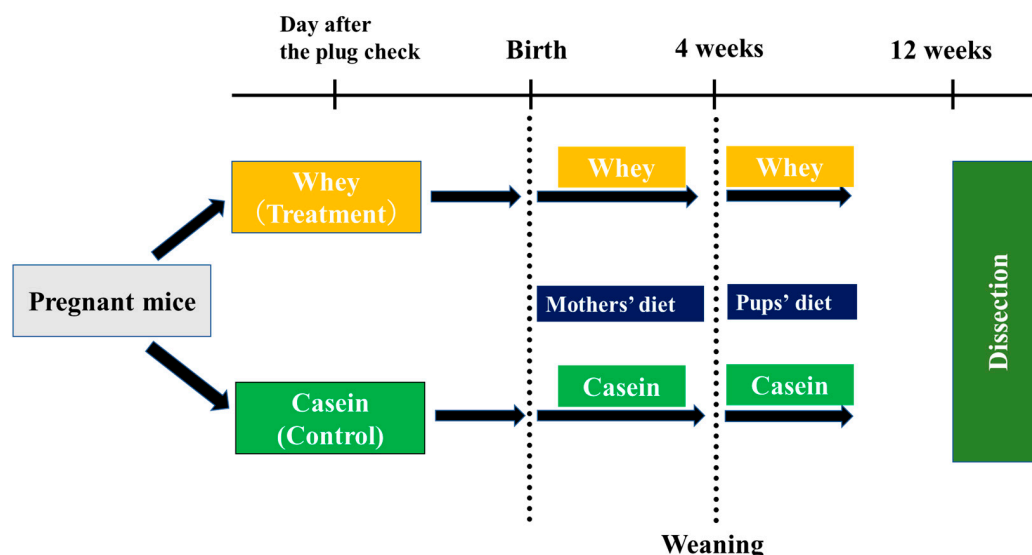 Day after
the plug check
Birth
4 weeks
12 weeks
Whey
（Treatment）
Whey
Whey
Pregnant mice
Mothers’ diet
Pups’ diet
Dissection
Casein
(Control)
Casein
Casein
Weaning